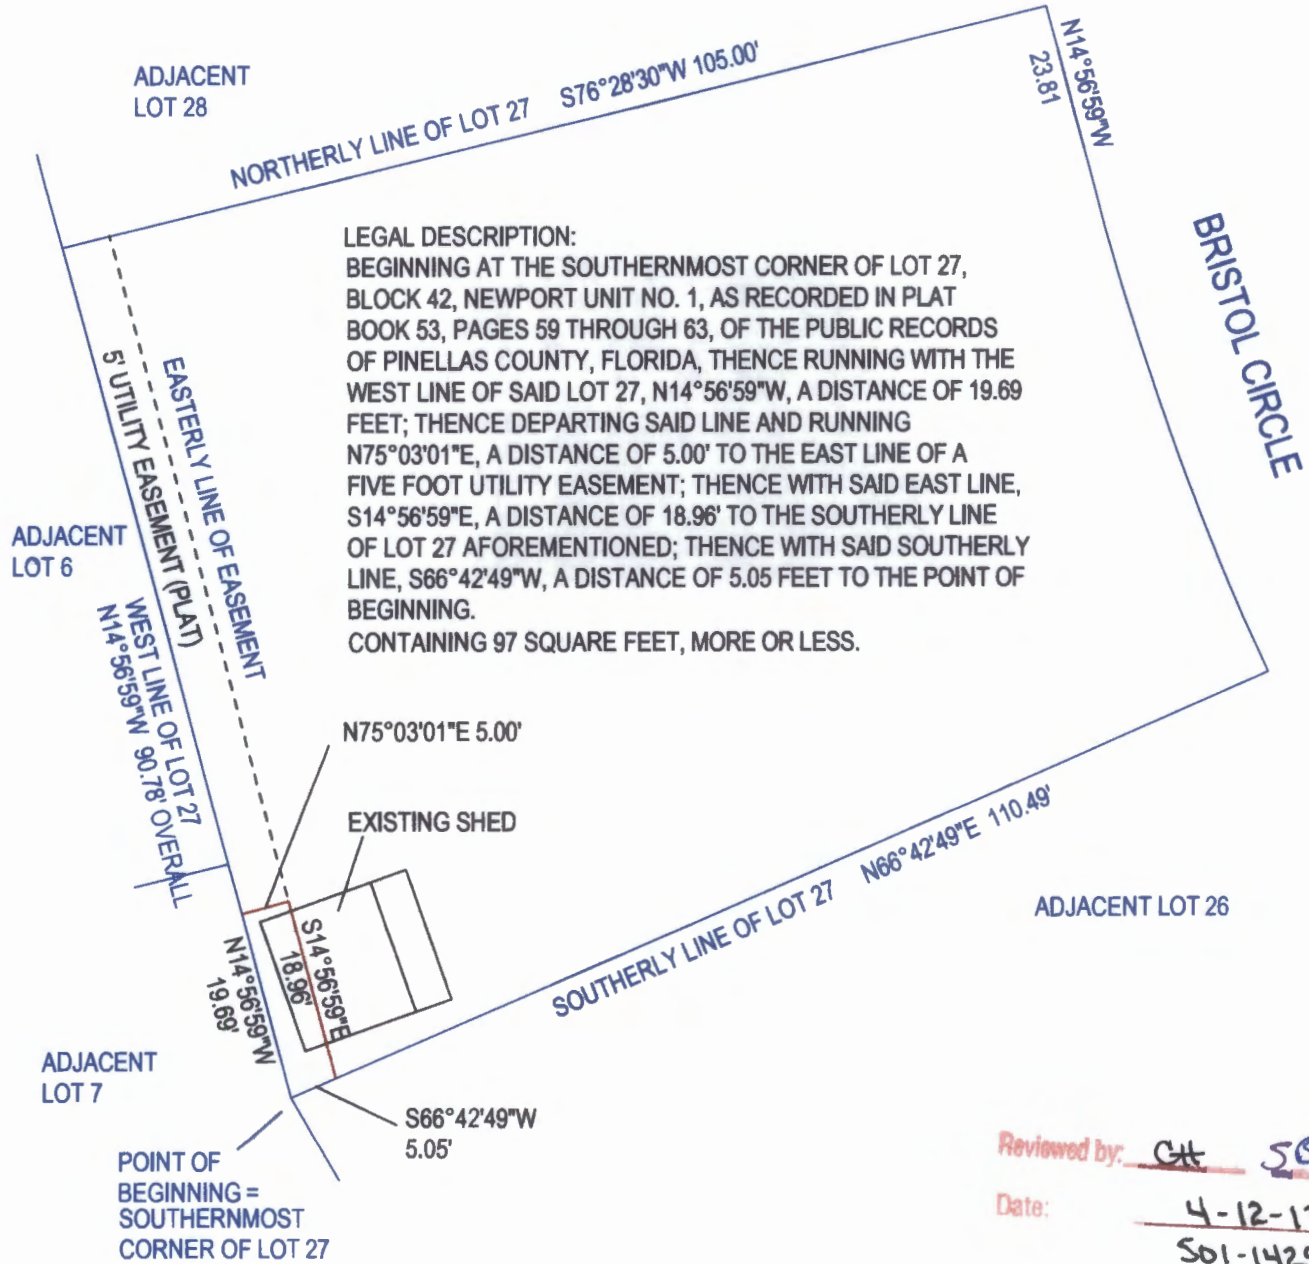 ADJACENT
LOT 28
NORTHERLY LINE OF LOT 27 S76°28'30"W 105.00'
N14°56'59"W
23.81
BRISTOL CIRCLE
LEGAL DESCRIPTION:
BEGINNING AT THE SOUTHERNMOST CORNER OF LOT 27,
BLOCK 42, NEWPORT UNIT NO. 1, AS RECORDED IN PLAT
BOOK 53, PAGES 59 THROUGH 63, OF THE PUBLIC RECORDS
OF PINELLAS COUNTY, FLORIDA, THENCE RUNNING WITH THE
WEST LINE OF SAID LOT 27, N14°56'59"W, A DISTANCE OF 19.69
FEET; THENCE DEPARTING SAID LINE AND RUNNING
N75°03'01"E, A DISTANCE OF 5.00' TO THE EAST LINE OF A
FIVE FOOT UTILITY EASEMENT; THENCE WITH SAID EAST LINE,
S14°56'59"E, A DISTANCE OF 18.96' TO THE SOUTHERLY LINE
OF LOT 27 AFOREMENTIONED; THENCE WITH SAID SOUTHERLY
LINE, S66°42'49"W, A DISTANCE OF 5.05 FEET TO THE POINT OF
BEGINNING.
CONTAINING 97 SQUARE FEET, MORE OR LESS.
EASTERLY LINE OF EASEMENT
5' UTILITY EASEMENT (PLAT)
ADJACENT
LOT 6
WEST LINE OF LOT 27
N14°56'59"W 90.78' OVERALL
N75°03'01"E 5.00'
EXISTING SHED
S14°56'59"E
18.96'
N14°56'59"W
19.69'
SOUTHERLY LINE OF LOT 27 N66°42'49"E 110.49'
ADJACENT LOT 26
ADJACENT
LOT 7
S66°42'49"W
5.05'
POINT OF
BEGINNING =
SOUTHERNMOST
CORNER OF LOT 27
Reviewed by: GH
Date: 4-12-1